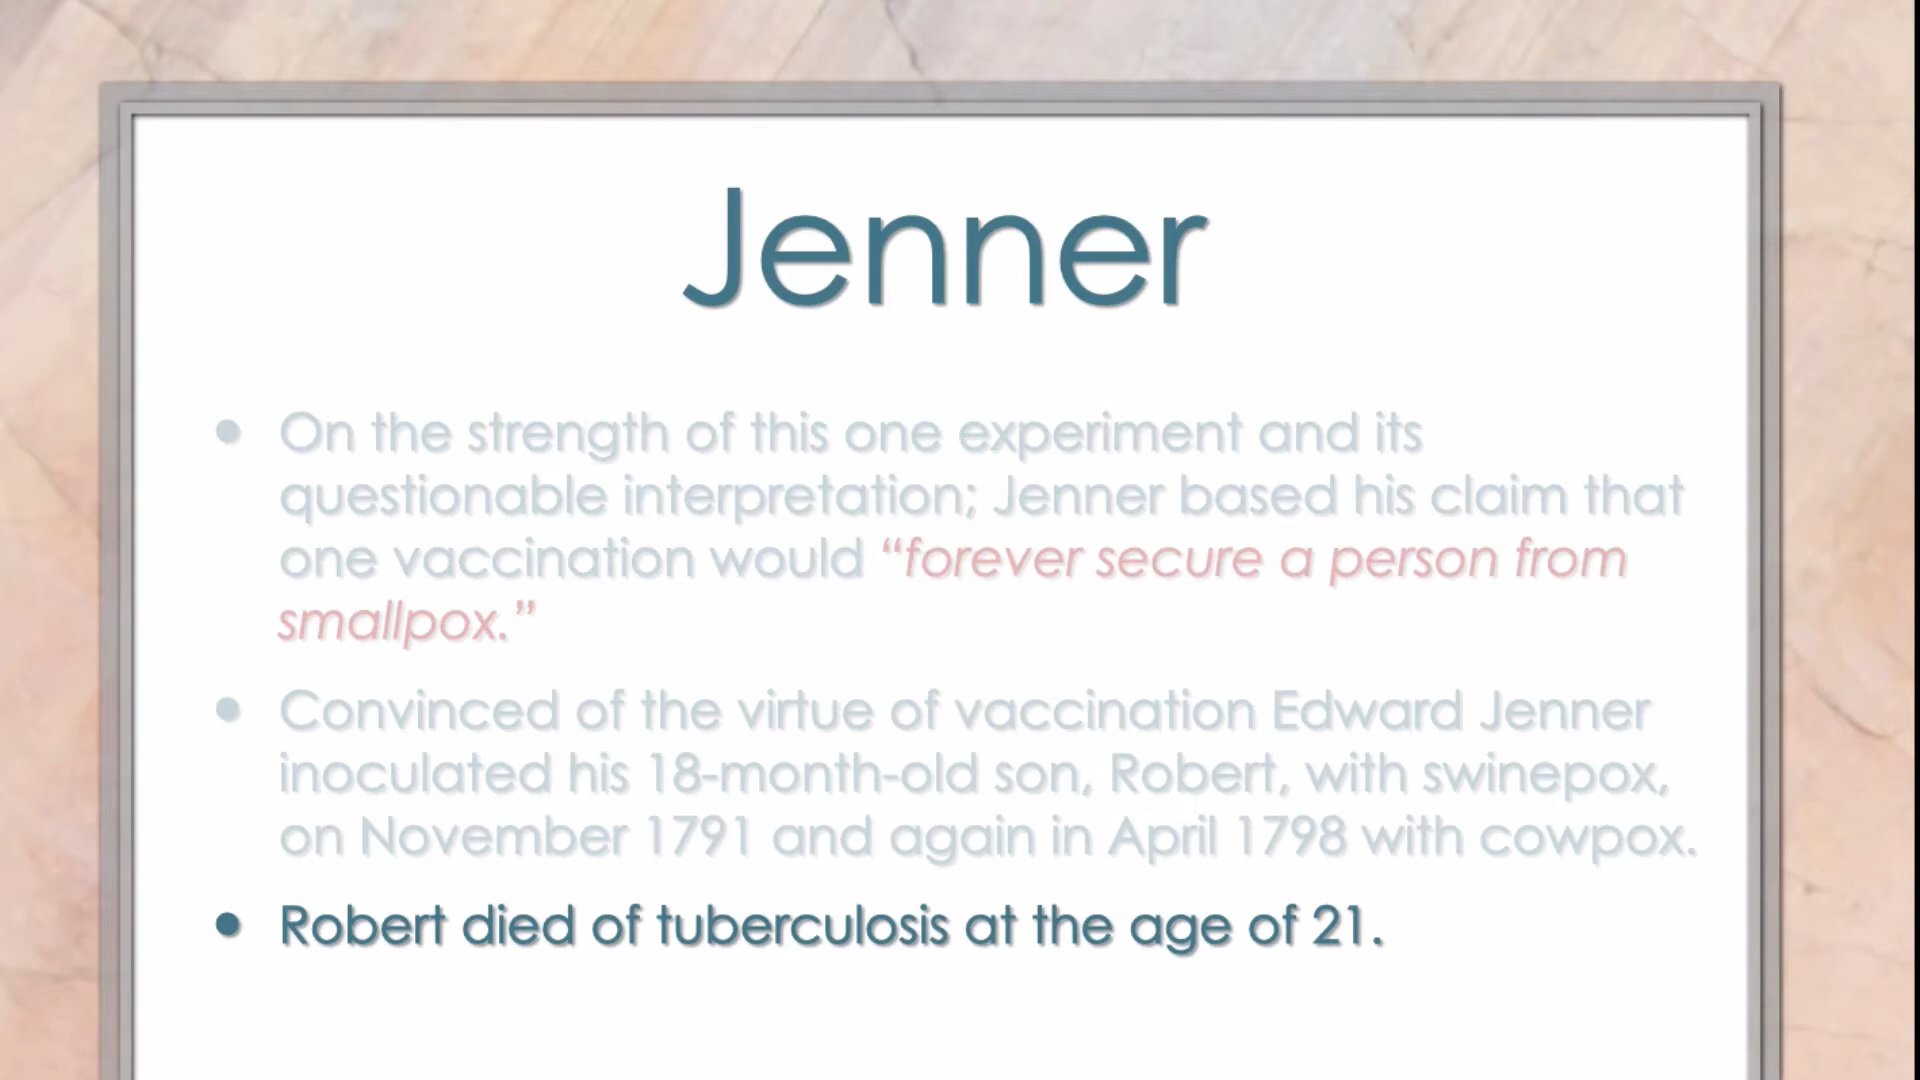 Jenner
• On the strength of this one experiment and its
questionable interpretation; Jenner based his claim that
one vaccination would “forever secure a person from
smallpox.”
• Convinced of the virtue of vaccination Edward Jenner
inoculated his 18-month-old son, Robert, with swinepox,
on November 1791 and again in April 1798 with cowpox.
• Robert died of tuberculosis at the age of 21.